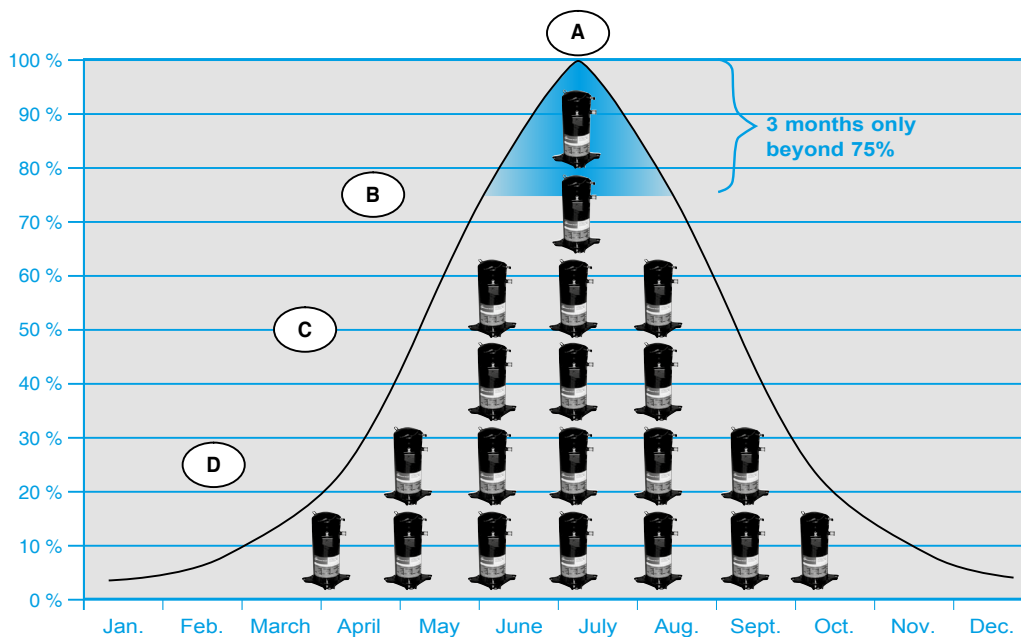 A
100 %
90 %
3 months only
beyond 75%
80 %
B
70 %
60 %
C
50 %
40 %
30 %
D
20 %
10 %
0 %
Jan. Feb. March April May June July Aug. Sept. Oct. Nov. Dec.